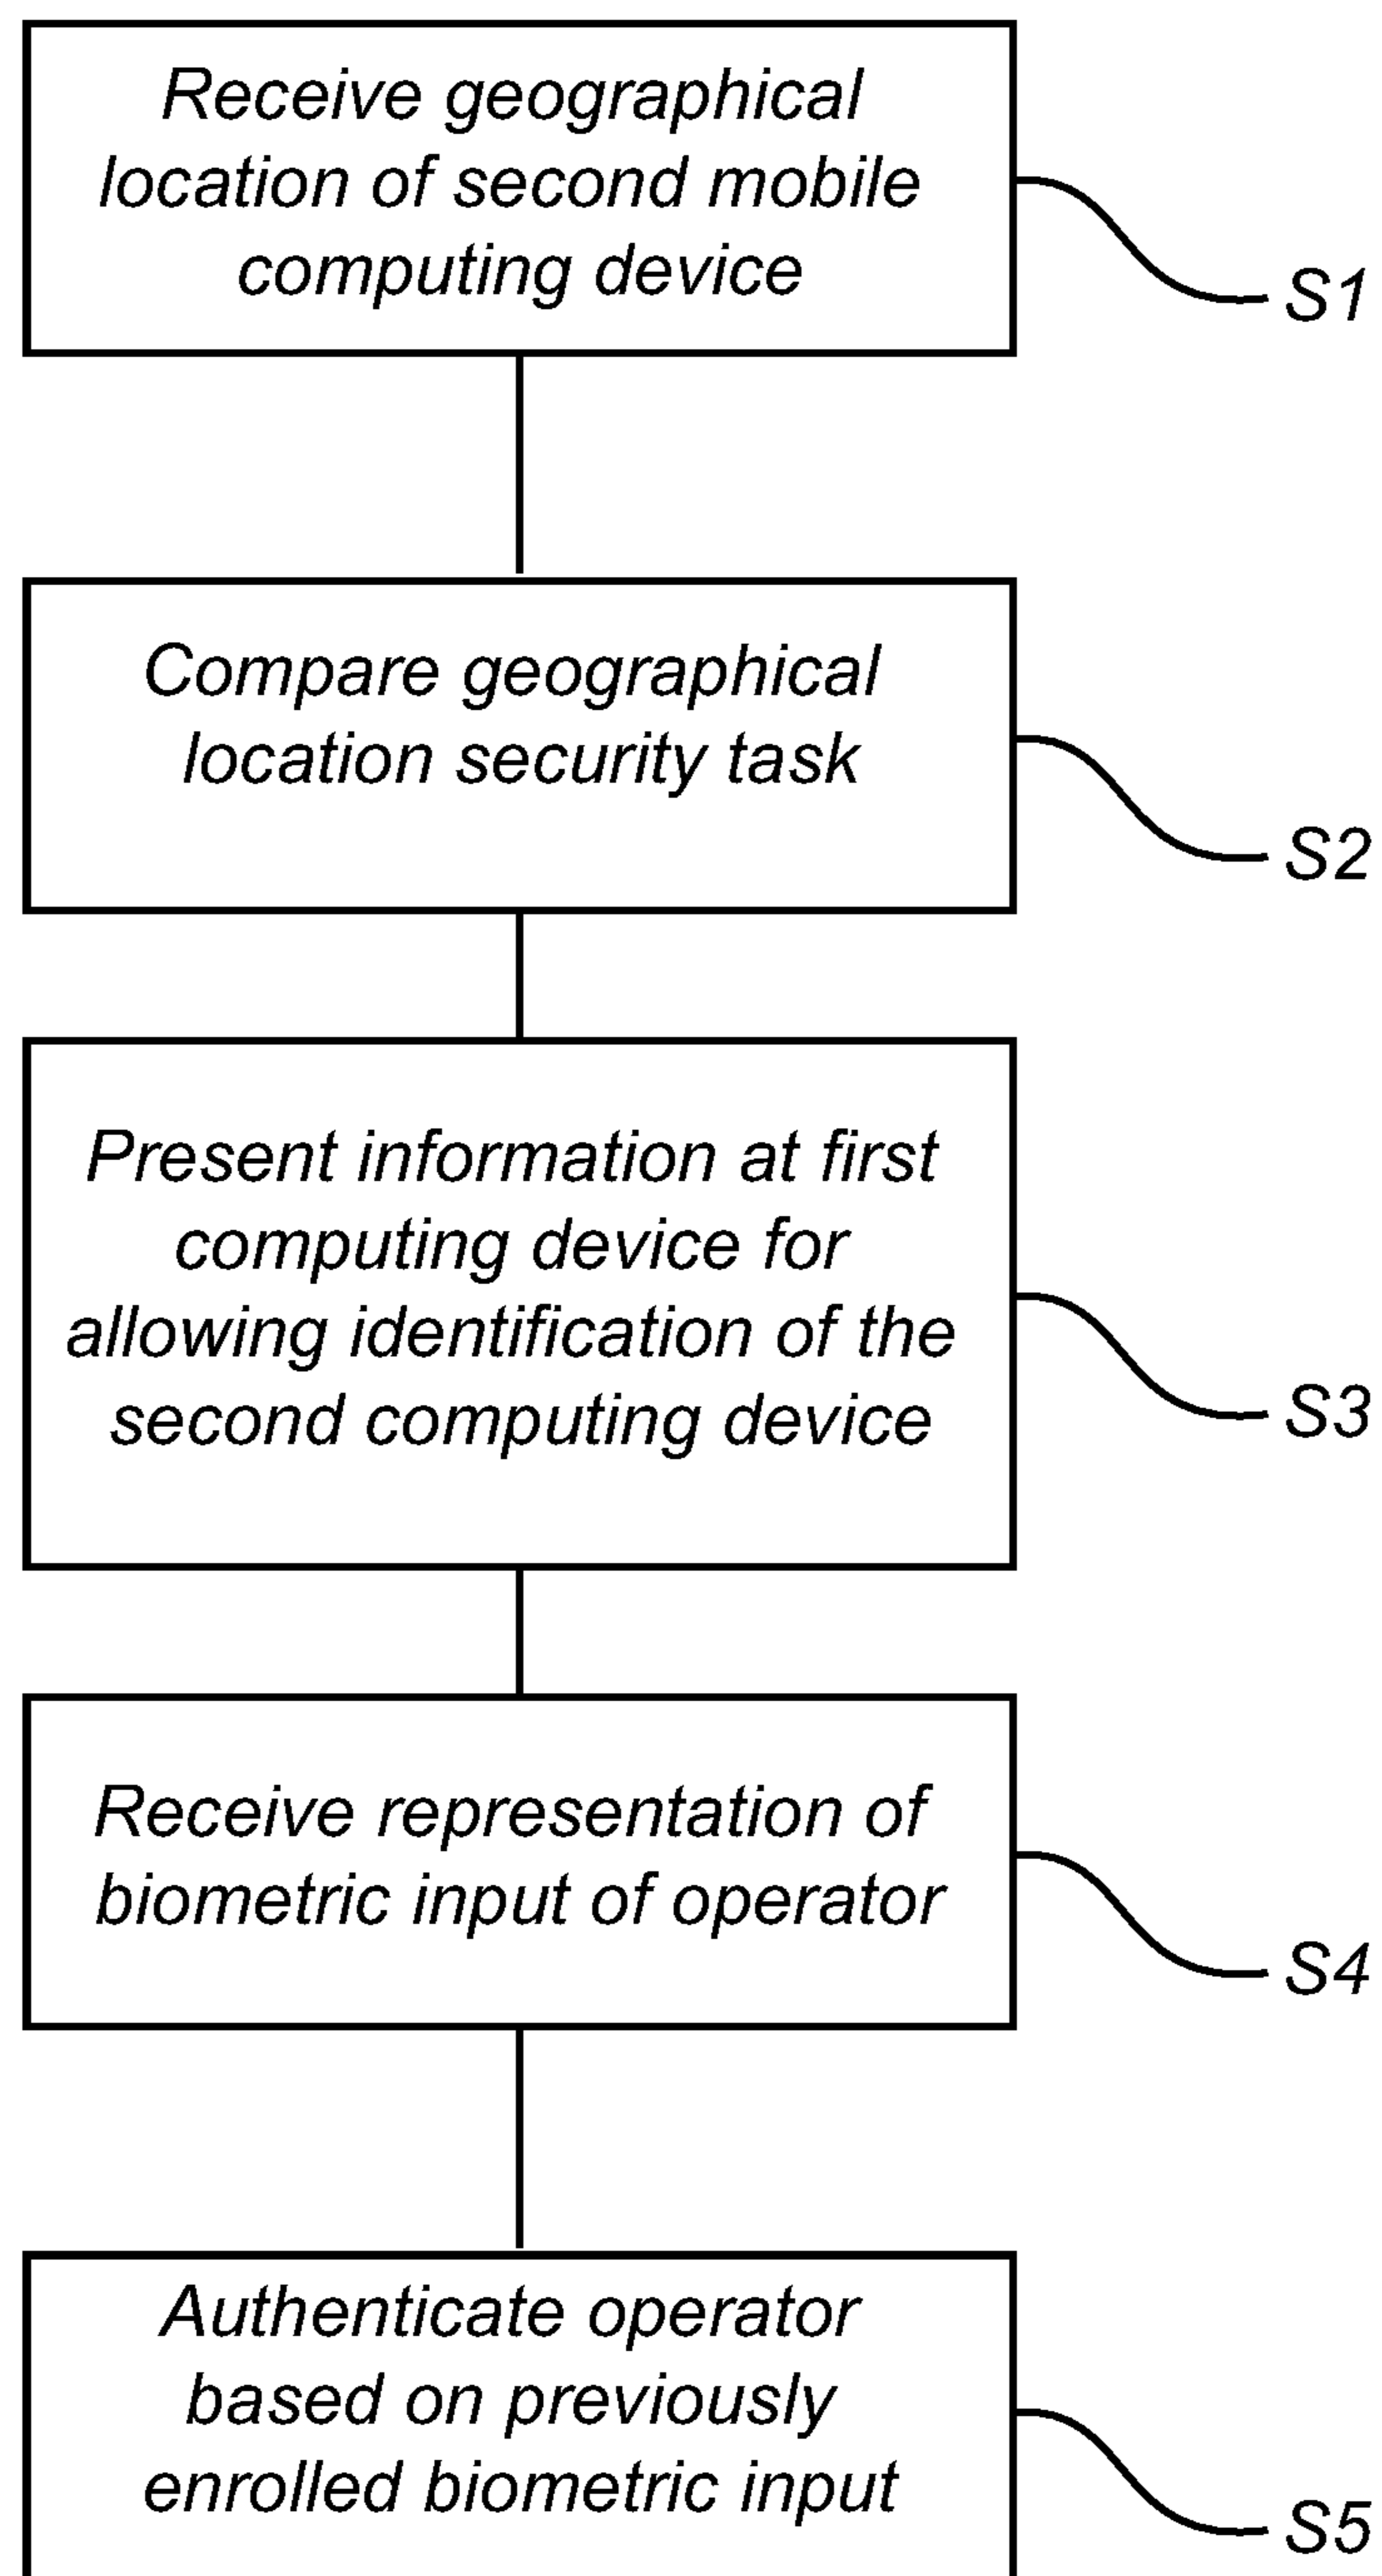 Receive geographical
location of second mobile
computing device
S1
Compare geographical
location security task
S2
Present information at first
computing device for
allowing identification of the
second computing device
S3
Receive representation of
biometric input of operator
S4
Authenticate operator
based on previously
enrolled biometric input
S5